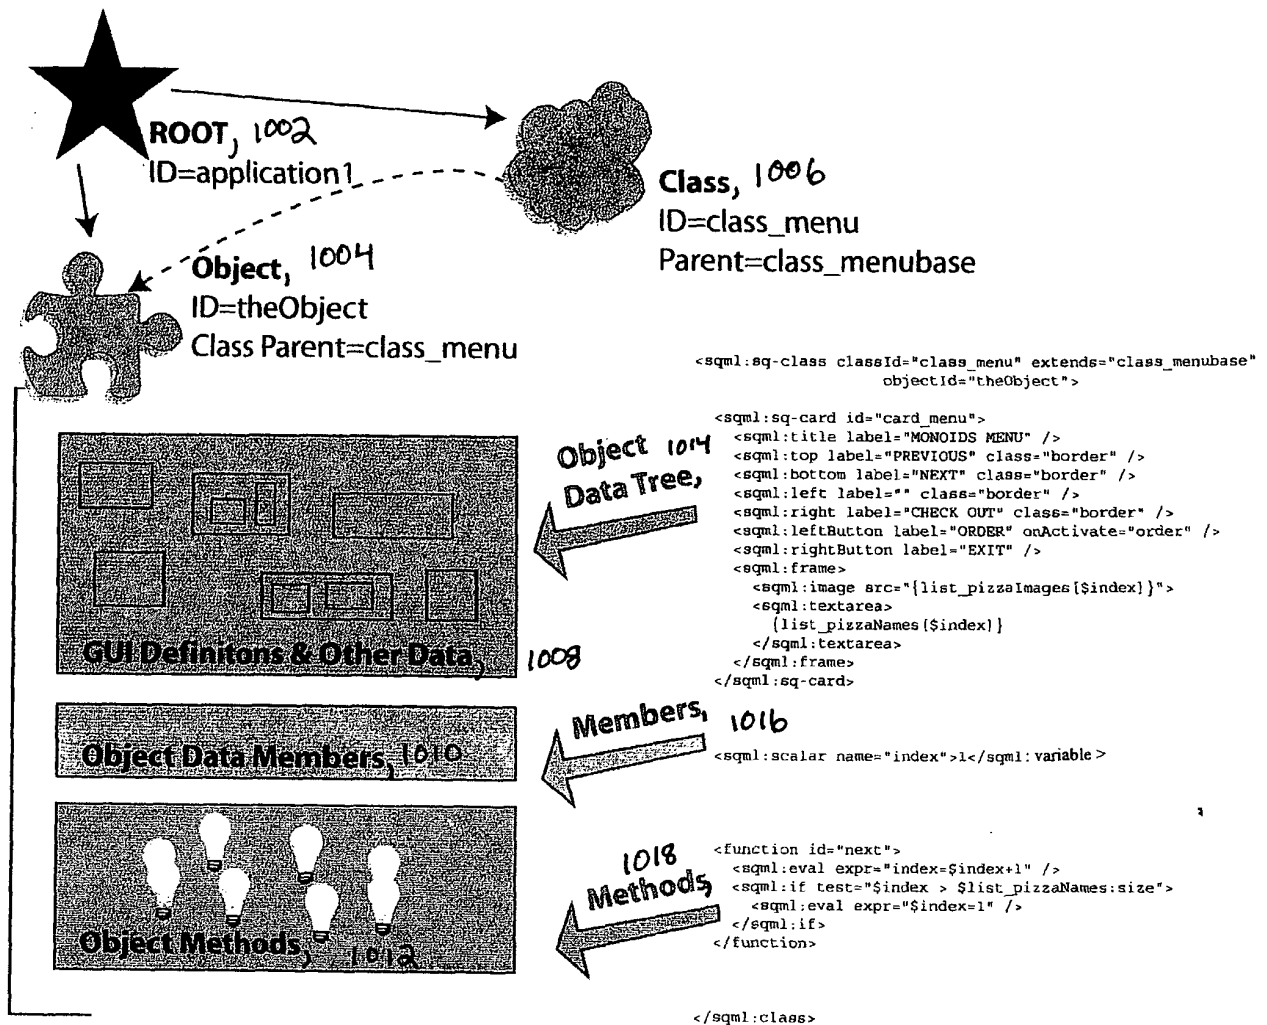 ROOT, 1002
ID=application1
Class, 1006
ID=class_menu
Parent=class_menubase
Object, 1004
ID=theObject
Class Parent=class_menu
<sqml:sq-class classId="class_menu" extends="class_menubase"
objectId="theObject">
<sqml:sq-card id="card_menu">
<sqml:title label="MONOIDS MENU" />
<sqml:top label="PREVIOUS" class="border" />
<sqml:bottom label="NEXT" class="border" />
<sqml:left label="" class="border" />
<sqml:right label="CHECK OUT" class="border" />
<sqml:leftButton label="ORDER" onActivate="order" />
<sqml:rightButton label="EXIT" />
<sqml:frame>
<sqml:image src="{list_pizzaImages[$index]}">
<sqml:textarea>
{list_pizzaNames[$index]}
</sqml:textarea>
</sqml:frame>
</sqml:sq-card>
Object 1014
Data Tree,
GUI Definitons & Other Data, 1008
Members, 1016
<sqml:scalar name="index">1</sqml: variable >
Object Data Members, 1010
1018
Methods,
<function id="next">
<sqml:eval expr="index=$index+1" />
<sqml:if test="$index > $list_pizzaNames:size">
<sqml:eval expr="$index=1" />
</sqml:if>
</function>
Object Methods, 1012
</sqml:class>